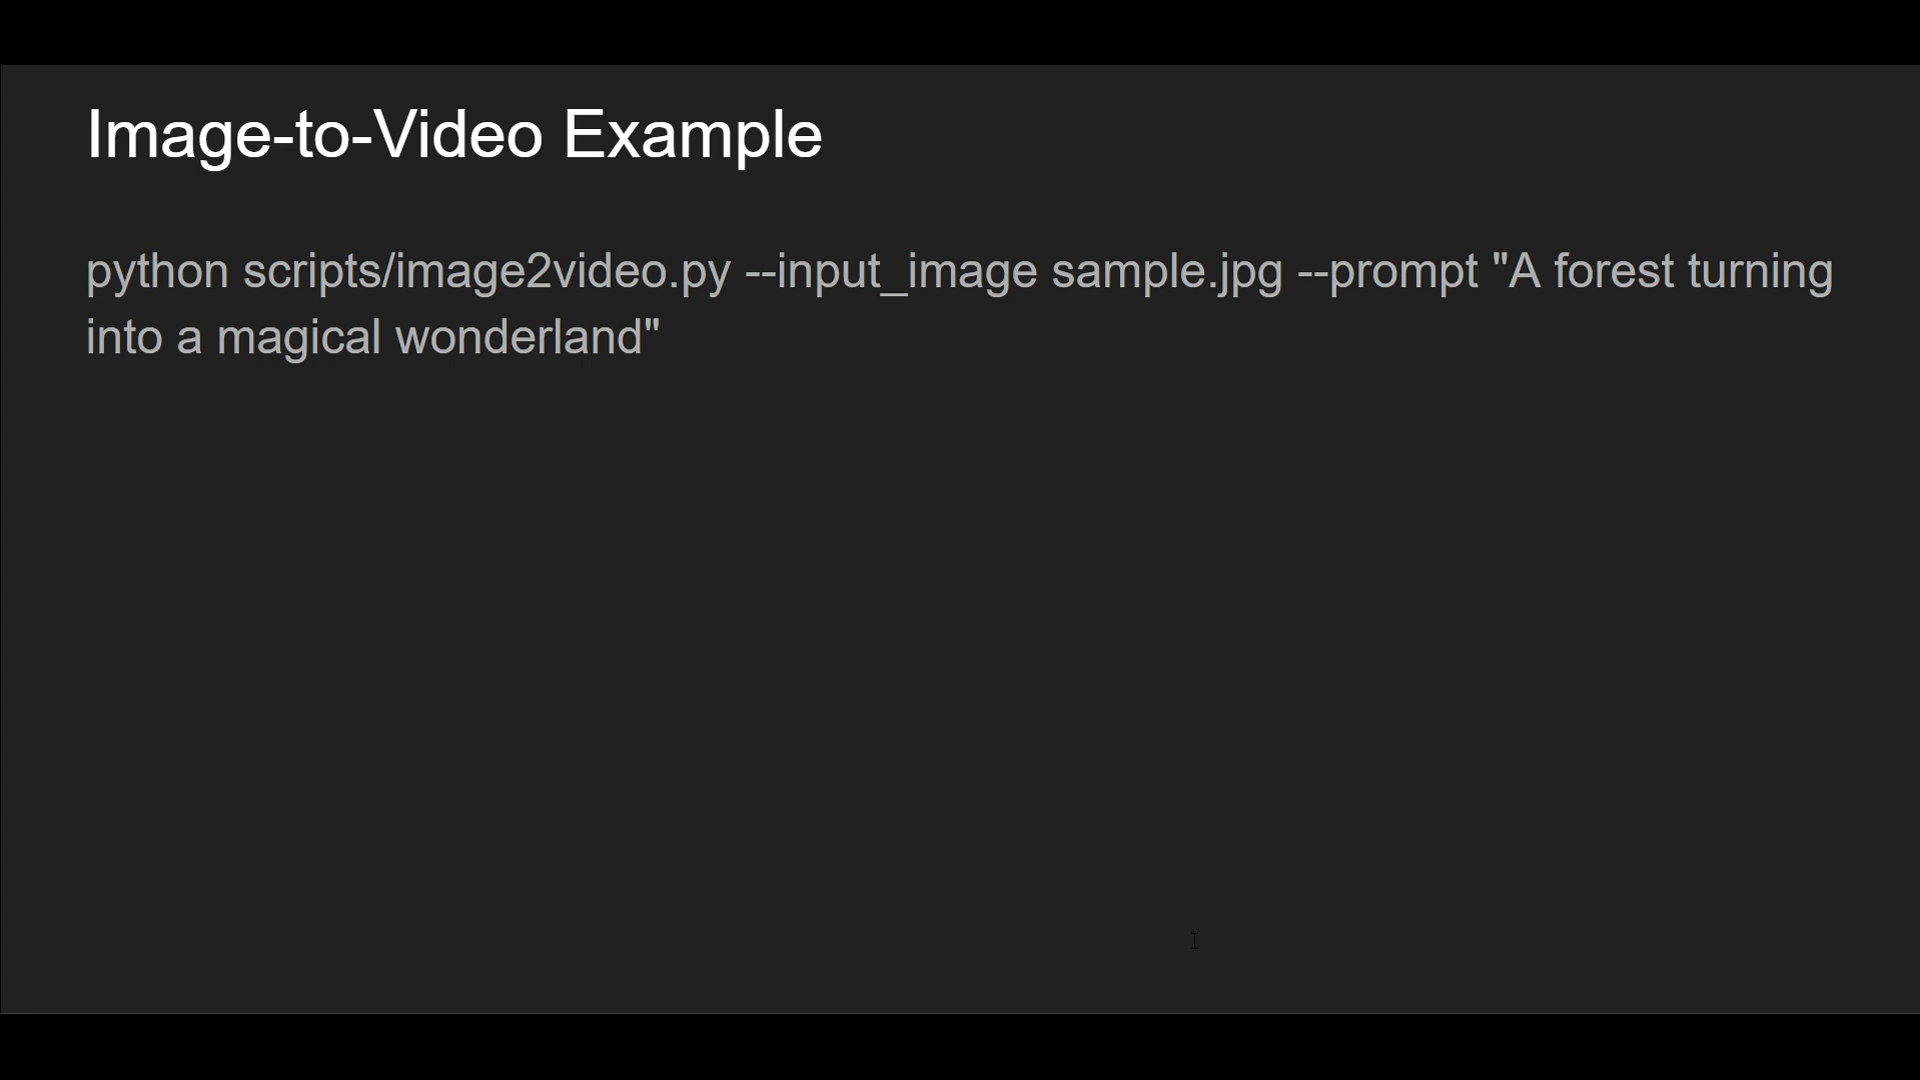 Image-to-Video Example
python scripts/image2video.py --input_image sample.jpg --prompt "A forest turning
into a magical wonderland"